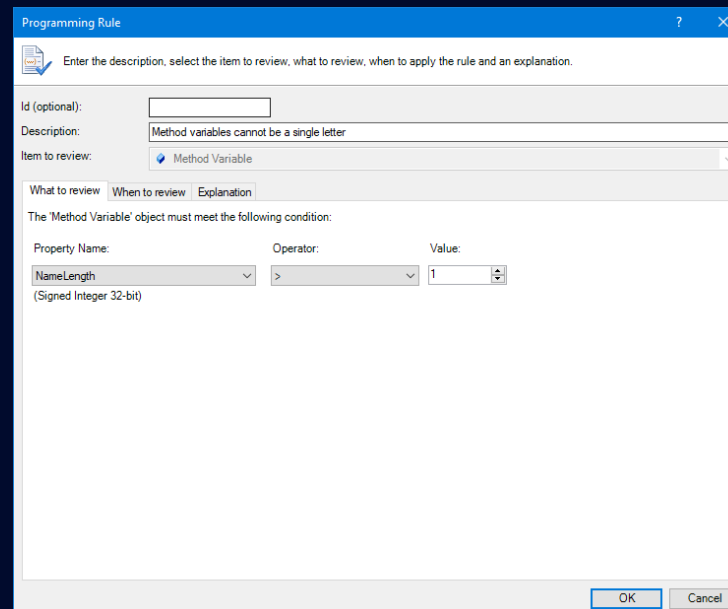 Programming Rule
Enter the description, select the item to review, what to review, when to apply the rule and an explanation.
Id (optional):
Description: Method variables cannot be a single letter
Item to review: Method Variable
What to review When to review Explanation
The 'Method Variable' object must meet the following condition:
Property Name: Operator: Value:
NameLength > 1
(Signed Integer 32-bit)
OK Cancel